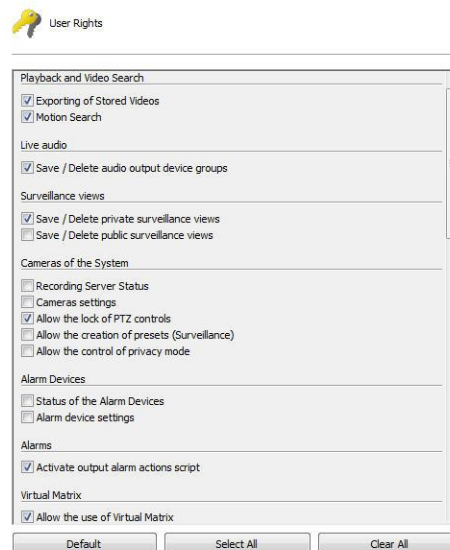 User Rights
Playback and Video Search
Exporting of Stored Videos
Motion Search
Live audio
Save / Delete audio output device groups
Surveillance views
Save / Delete private surveillance views
Save / Delete public surveillance views
Cameras of the System
Recording Server Status
Cameras settings
Allow the lock of PTZ controls
Allow the creation of presets (Surveillance)
Allow the control of privacy mode
Alarm Devices
Status of the Alarm Devices
Alarm device settings
Alarms
Activate output alarm actions script
Virtual Matrix
Allow the use of Virtual Matrix
Default Select All Clear All